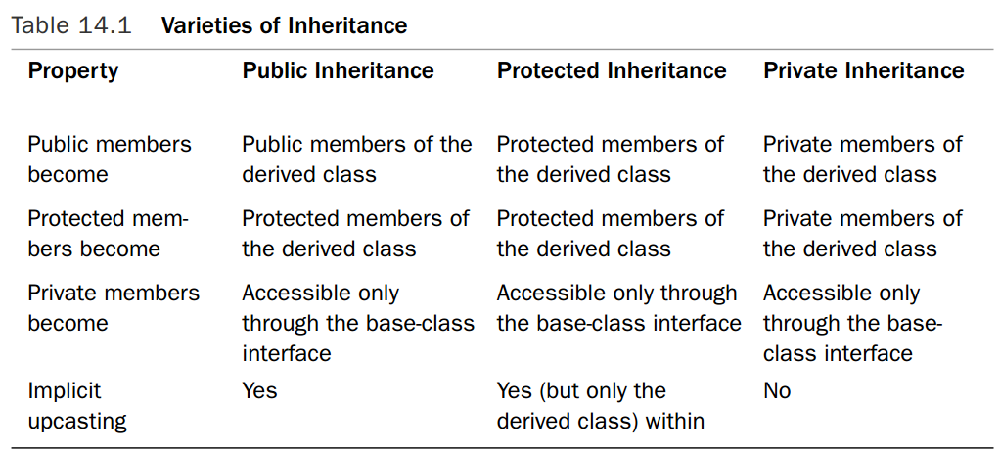 Table 14.1 Varieties of Inheritance
Property Public Inheritance Protected Inheritance Private Inheritance
Public members Public members of the Protected members of Private members of
become derived class the derived class the derived class
Protected mem- Protected members of Protected members of Private members of
bers become the derived class the derived class the derived class
Private members Accessible only Accessible only through Accessible only
become through the base-class the base-class interface through the base-
interface class interface
Implicit Yes Yes (but only the No
upcasting derived class) within